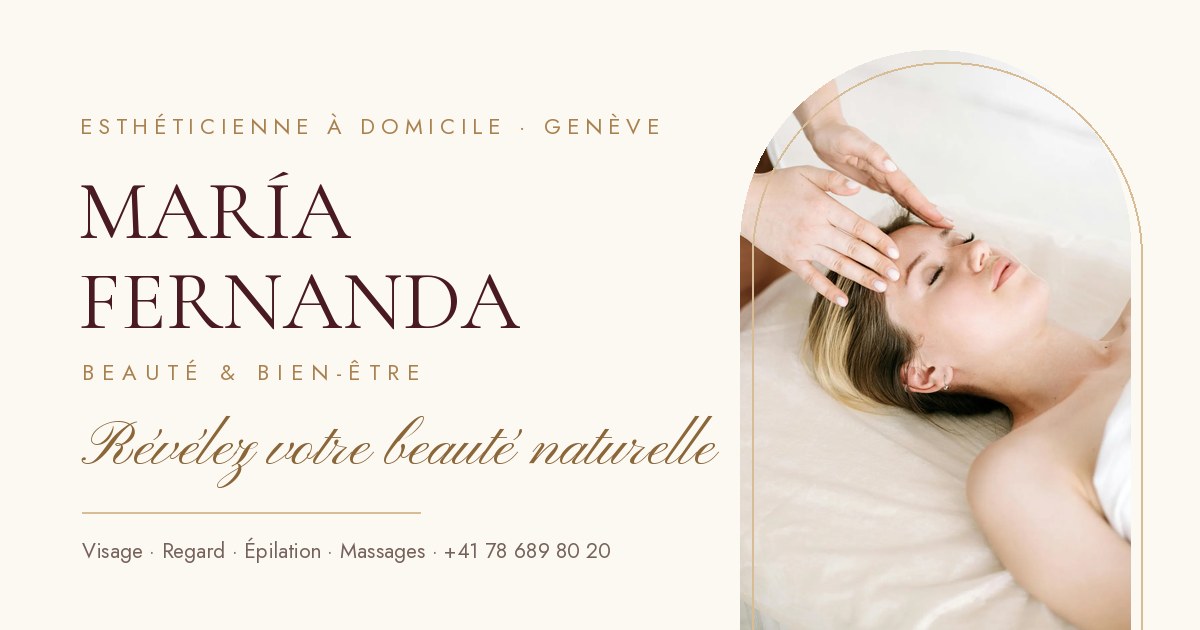 ESTHÉTICIENNE À DOMICILE · GENÈVE
MARÍA
FERNANDA
BEAUTÉ & BIEN-ÊTRE
Révélez votre beauté naturelle
Visage · Regard · Épilation · Massages · +41 78 689 80 20